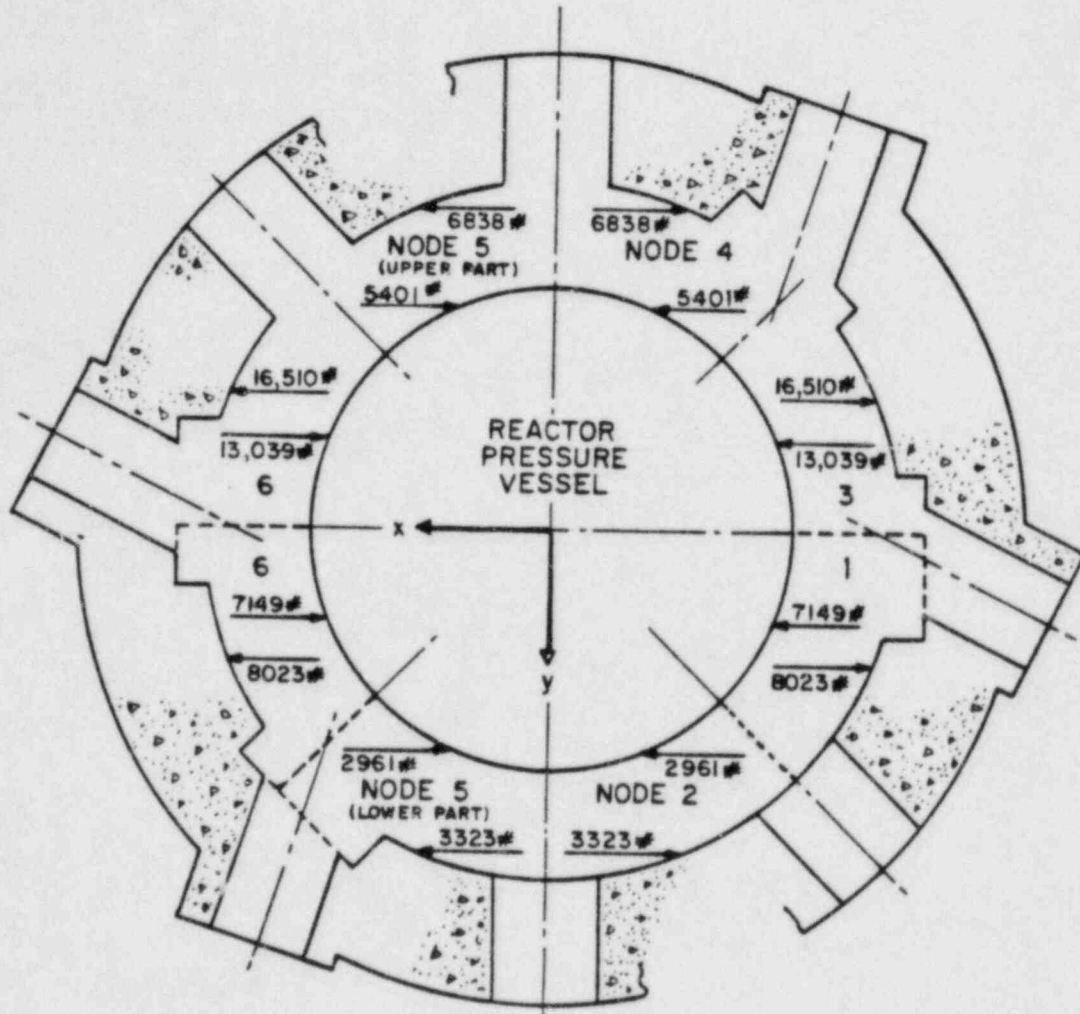 6838# 6838#
NODE 5 NODE 4
(UPPER PART)
5401# 5401#
16,510# 16,510#
REACTOR
PRESSURE
VESSEL
13,039# 13,039#
6 3
x
6 1
7149# 7149#
8023# 8023#
y
2961# 2961#
NODE 5 NODE 2
(LOWER PART)
3323# 3323#